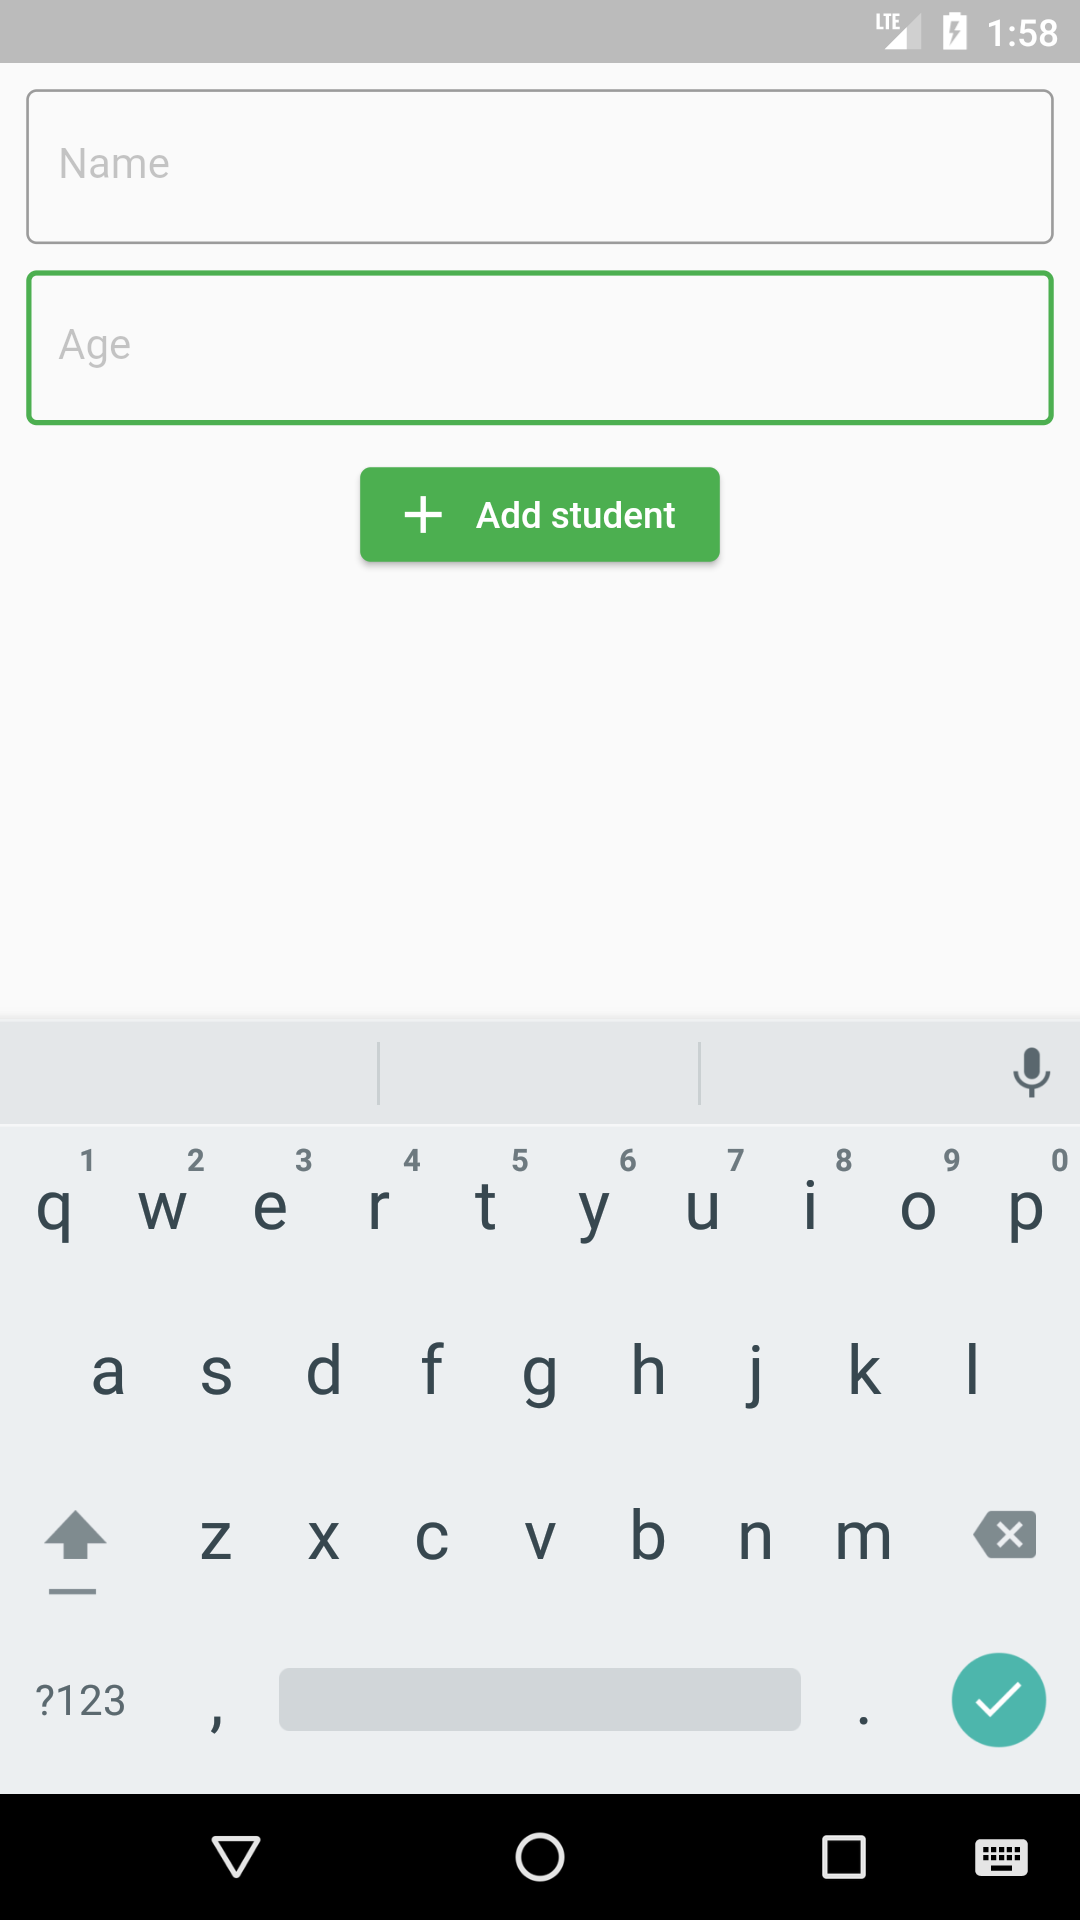 LTE 1:58
Name
Age
Add student
1 2 3 4 5 6 7 8 9 0
q w e r t y u i o p
a s d f g h j k l
z x c v b n m
?123 , .